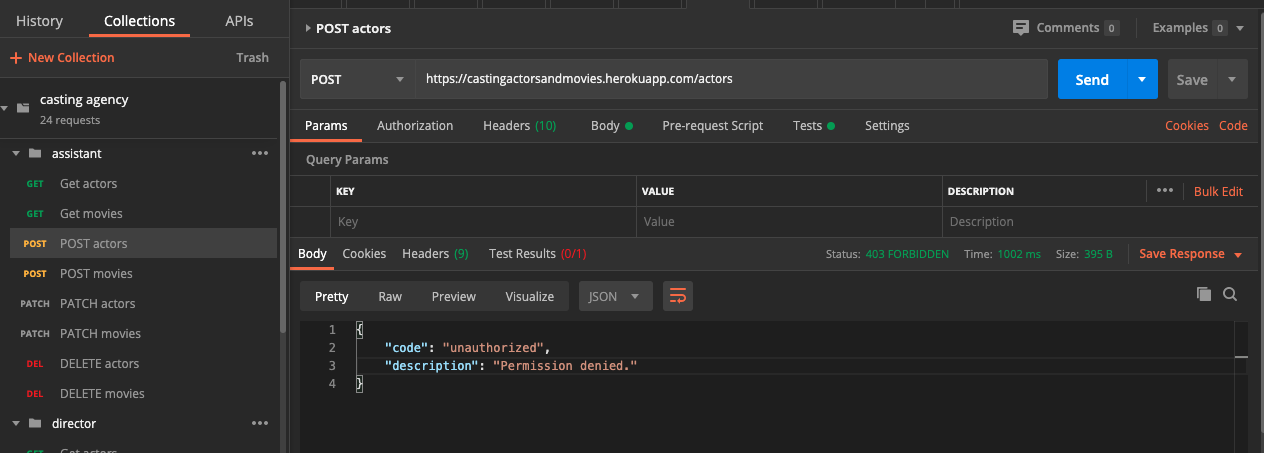 History Collections APIs
+ New Collection Trash
casting agency
24 requests
assistant
GET Get actors
GET Get movies
POST POST actors
POST POST movies
PATCH PATCH actors
PATCH PATCH movies
DEL DELETE actors
DEL DELETE movies
director
POST actors Comments 0 Examples 0
POST https://castingactorsandmovies.herokuapp.com/actors Send Save
Params Authorization Headers (10) Body Pre-request Script Tests Settings Cookies Code
Query Params
KEY VALUE DESCRIPTION ••• Bulk Edit
Key Value Description
Body Cookies Headers (9) Test Results (0/1) Status: 403 FORBIDDEN Time: 1002 ms Size: 395 B Save Response
Pretty Raw Preview Visualize JSON
1 {
2 "code": "unauthorized",
3 "description": "Permission denied."
4 }